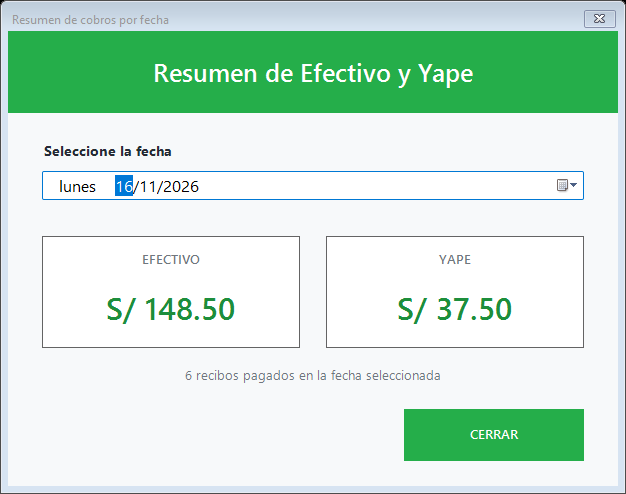 Resumen de cobros por fecha
Resumen de Efectivo y Yape
Seleccione la fecha
lunes 16/11/2026
EFECTIVO
S/ 148.50
YAPE
S/ 37.50
6 recibos pagados en la fecha seleccionada
CERRAR